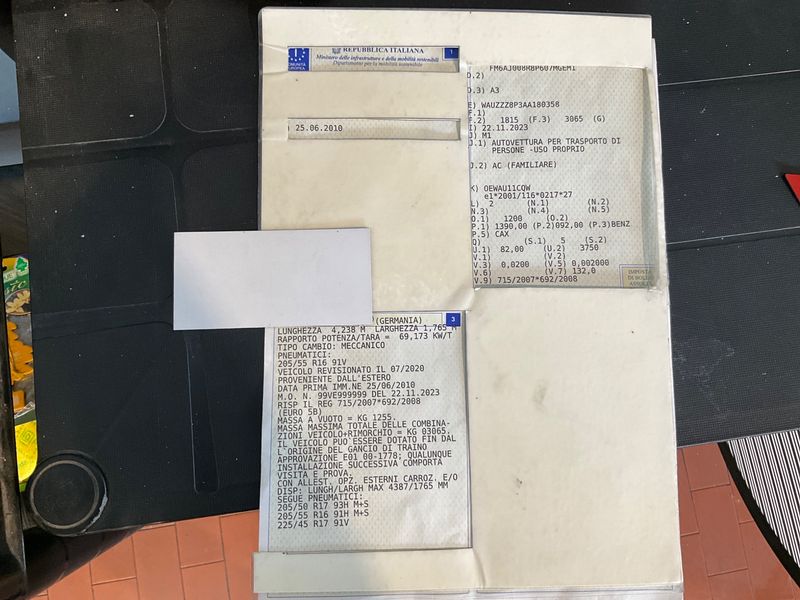 REPUBBLICA ITALIANA
Ministero delle infrastrutture e della mobilità sostenibili
Dipartimento per la mobilità sostenibile
1
25.06.2010
FM6AJ008R8P607MGEM1
D.2)
D.3) A3
E) WAUZZZ8P3AA180358
F.1)
F.2) 1815 (F.3) 3065 (G)
I) 22.11.2023
J) M1
J.1) AUTOVETTURA PER TRASPORTO DI
PERSONE -USO PROPRIO
J.2) AC (FAMILIARE)
K) OEWAU11CQW
e1*2001/116*0217*27
L) 2 (N.1) (N.2)
N.3) (N.4) (N.5)
O.1) 1200 (O.2)
P.1) 1390,00 (P.2)092,00 (P.3)BENZ
P.5) CAX
Q) (S.1) 5 (S.2)
U.1) 82,00 (U.2) 3750
V.1) (V.2)
V.3) 0,0200 (V.5) 0,002000
V.6) (V.7) 132,0
V.9) 715/2007*692/2008
IMPOSTA
DI BOLLO
(GERMANIA)
3
LUNGHEZZA 4,238 M LARGHEZZA 1,765 M
RAPPORTO POTENZA/TARA = 69,173 KW/T
TIPO CAMBIO: MECCANICO
PNEUMATICI:
205/55 R16 91V
VEICOLO REVISIONATO IL 07/2020
PROVENIENTE DALL'ESTERO
DATA PRIMA IMM.NE 25/06/2010
M.O. N. 99VE999999 DEL 22.11.2023
RISP IL REG 715/2007*692/2008
(EURO 5B)
MASSA A VUOTO = KG 1255.
MASSA MASSIMA TOTALE DELLE COMBINA-
ZIONI VEICOLO+RIMORCHIO = KG 03065.
IL VEICOLO PUO' ESSERE DOTATO FIN DAL
L'ORIGINE DEL GANCIO DI TRAINO
APPROVAZIONE E01 00-1778; QUALUNQUE
INSTALLAZIONE SUCCESSIVA COMPORTA
VISITA E PROVA.
CON ALLEST. OPZ. ESTERNI CARROZ. E/O
DISP: LUNGH/LARGH MAX 4387/1765 MM
SEGUE PNEUMATICI:
205/50 R17 93H M+S
205/55 R16 91H M+S
225/45 R17 91V